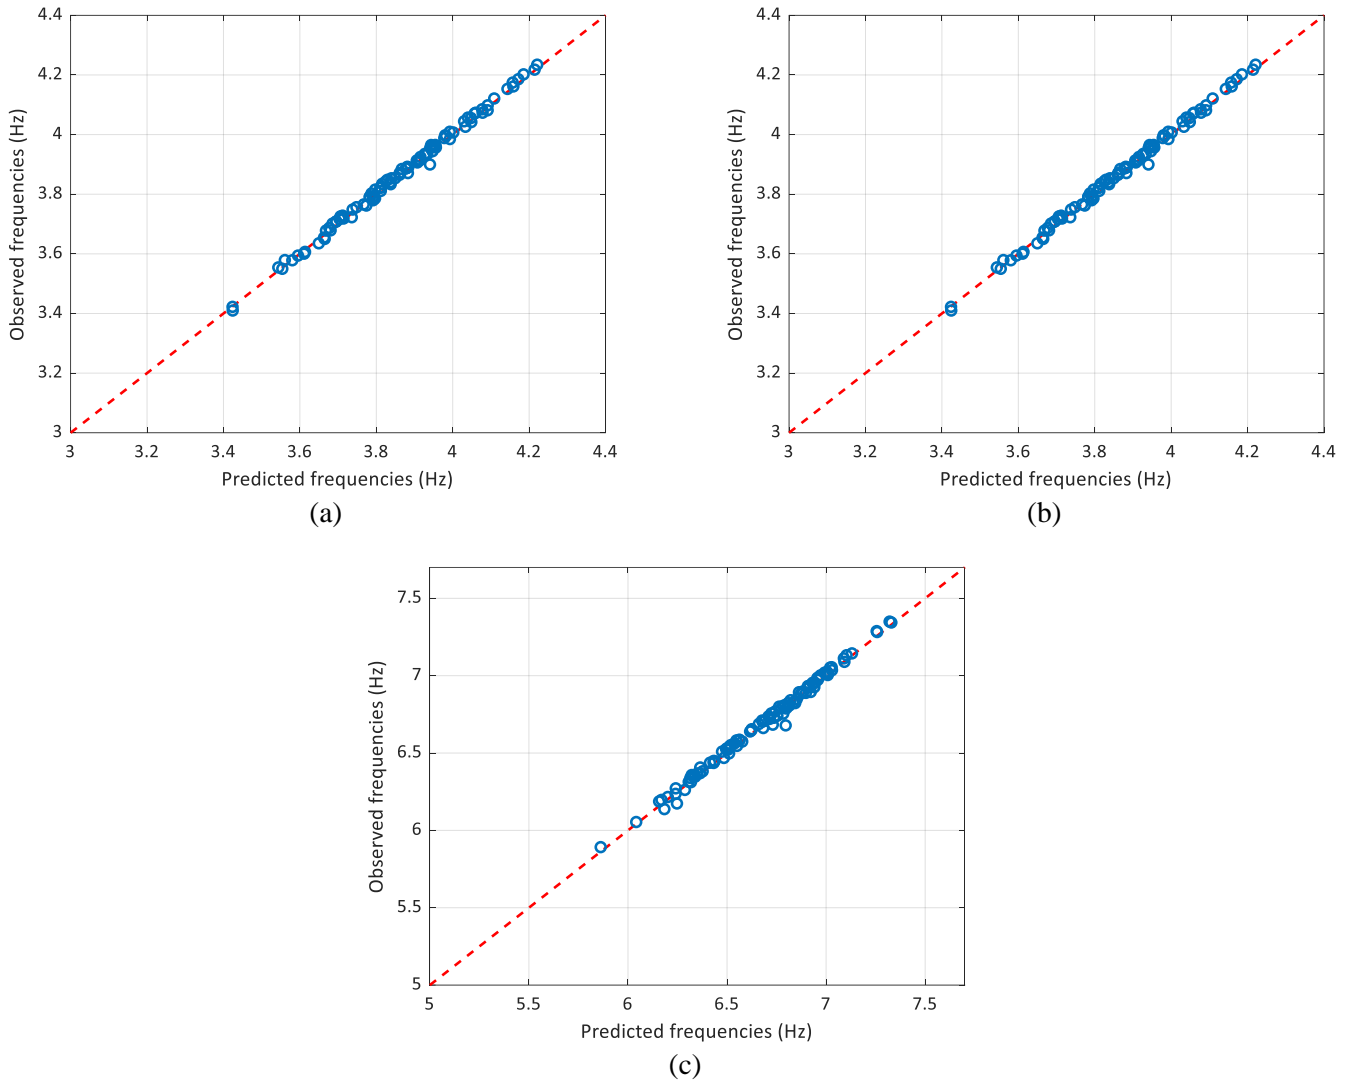 4.4
4.2
4
3.8
3.6
3.4
3.2
3
Observed frequencies (Hz)
3 3.2 3.4 3.6 3.8 4 4.2 4.4
Predicted frequencies (Hz)
(a)
4.4
4.2
4
3.8
3.6
3.4
3.2
3
Observed frequencies (Hz)
3 3.2 3.4 3.6 3.8 4 4.2 4.4
Predicted frequencies (Hz)
(b)
7.5
7
6.5
6
5.5
5
Observed frequencies (Hz)
5 5.5 6 6.5 7 7.5
Predicted frequencies (Hz)
(c)